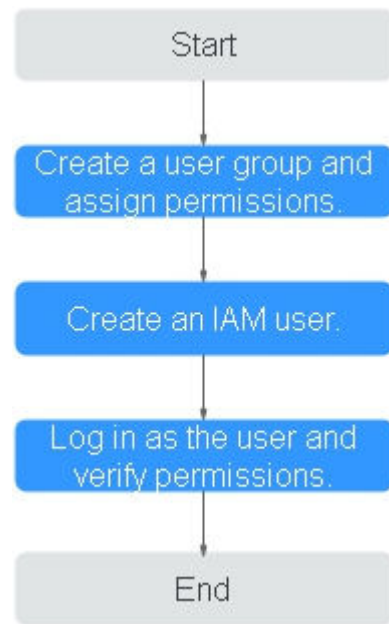 Start
Create a user group and
assign permissions.
Create an IAM user.
Log in as the user and
verify permissions.
End